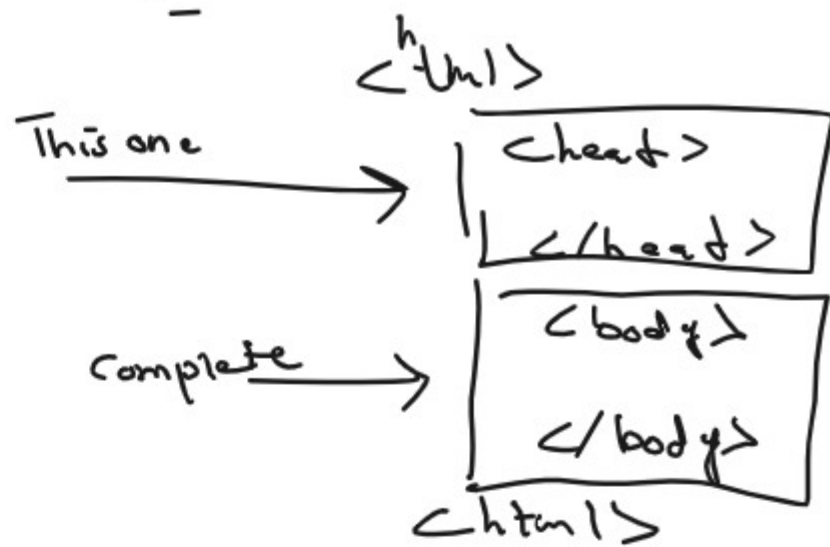 <html>
This one
<head>
</head>
<body>
Complete
</body>
<html>